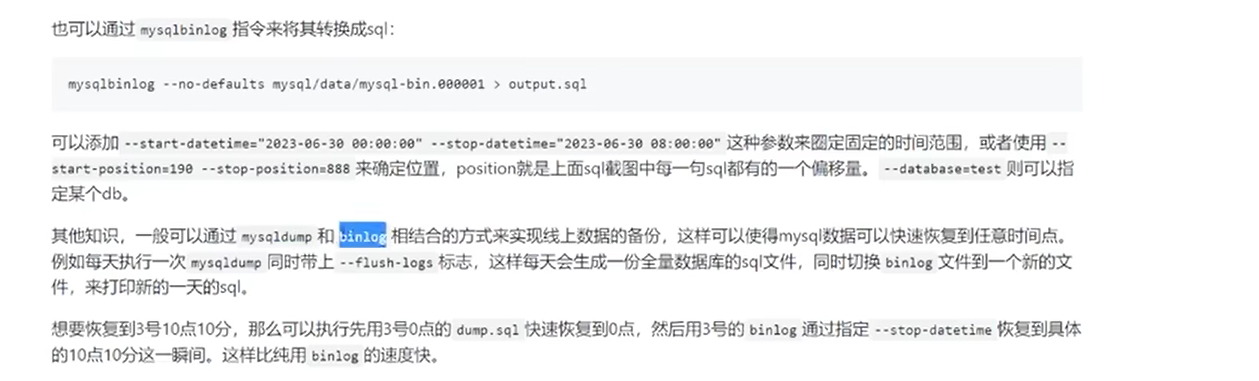 也可以通过 mysqlbinlog 指令来将其转换成sql：
mysqlbinlog --no-defaults mysql/data/mysql-bin.000001 > output.sql
可以添加 --start-datetime="2023-06-30 00:00:00" --stop-datetime="2023-06-30 08:00:00" 这种参数来圈定固定的时间范围，或者使用 --
start-position=190 --stop-position=888 来确定位置，position就是上面sql截图中每一句sql都有的一个偏移量。 --database=test 则可以指
定某个db。
其他知识，一般可以通过 mysqldump 和 binlog 相结合的方式来实现线上数据的备份，这样可以使得mysql数据可以快速恢复到任意时间点。
例如每天执行一次 mysqldump 同时带上 --flush-logs 标志，这样每天会生成一份全量数据库的sql文件，同时切换 binlog 文件到一个新的文
件，来打印新的一天的sql。
想要恢复到3号10点10分，那么可以执行先用3号0点的 dump.sql 快速恢复到0点，然后用3号的 binlog 通过指定 --stop-datetime 恢复到具体
的10点10分这一瞬间。这样比纯用 binlog 的速度快。